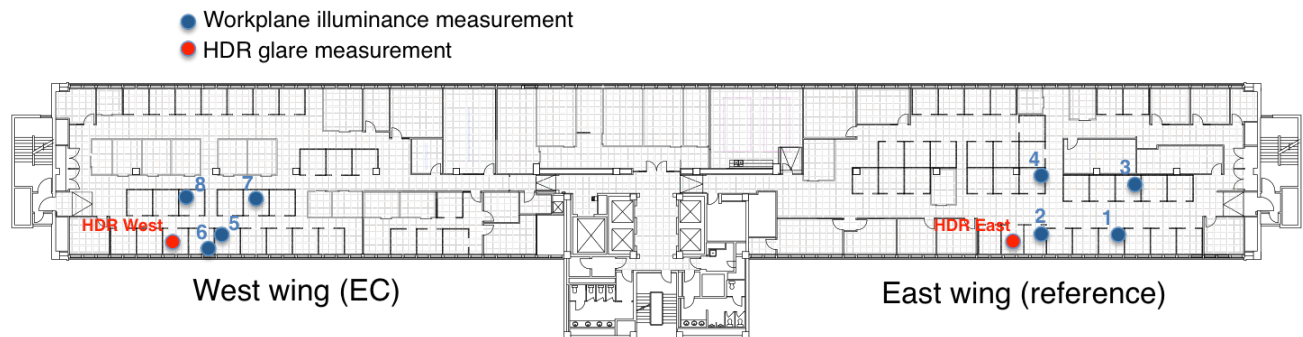 Workplane illuminance measurement
HDR glare measurement
4
3
8
7
HDR West
6
5
HDR East
2
1
West wing (EC)
East wing (reference)